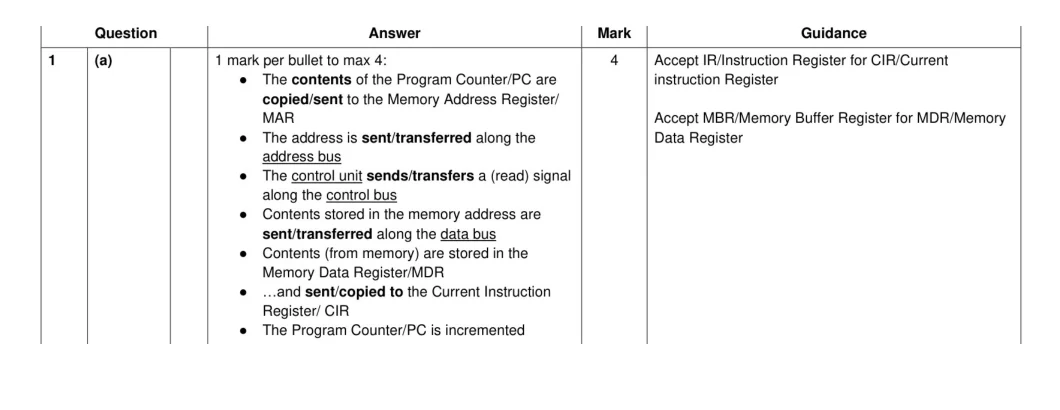 Question Answer Mark Guidance
1 (a) 1 mark per bullet to max 4: 4 Accept IR/Instruction Register for CIR/Current
● The contents of the Program Counter/PC are instruction Register
copied/sent to the Memory Address Register/
MAR Accept MBR/Memory Buffer Register for MDR/Memory
● The address is sent/transferred along the Data Register
address bus
● The control unit sends/transfers a (read) signal
along the control bus
● Contents stored in the memory address are
sent/transferred along the data bus
● Contents (from memory) are stored in the
Memory Data Register/MDR
● …and sent/copied to the Current Instruction
Register/ CIR
● The Program Counter/PC is incremented